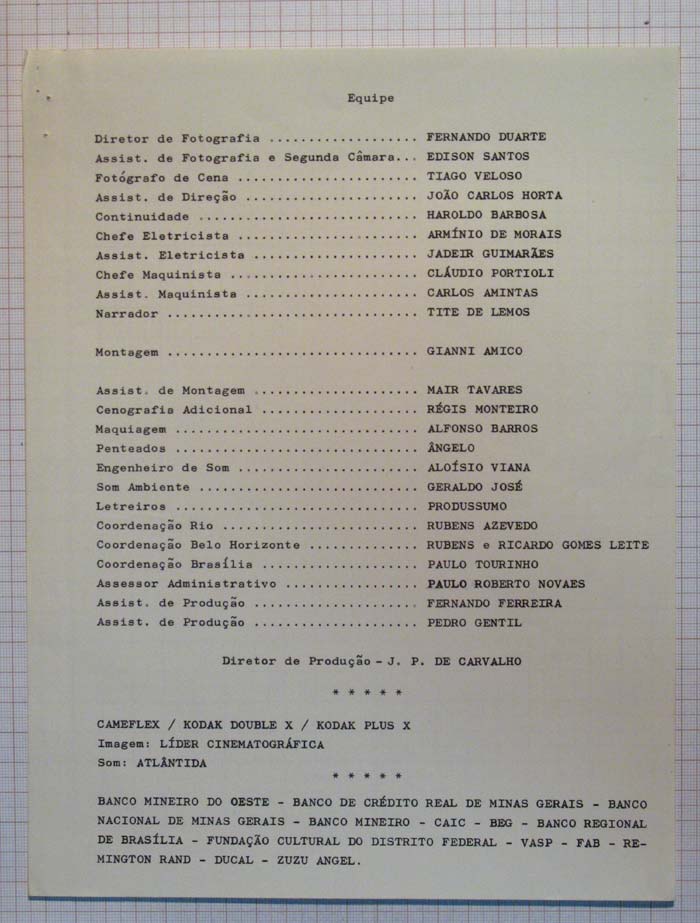 Equipe
Diretor de Fotografia ................... FERNANDO DUARTE
Assist. de Fotografia e Segunda Câmara... EDISON SANTOS
Fotógrafo de Cena ....................... TIAGO VELOSO
Assist. de Direção ...................... JOÃO CARLOS HORTA
Continuidade ............................ HAROLDO BARBOSA
Chefe Eletricista ....................... ARMÍNIO DE MORAIS
Assist. Eletricista ..................... JADEIR GUIMARÃES
Chefe Maquinista ........................ CLÁUDIO PORTIOLI
Assist. Maquinista ...................... CARLOS AMINTAS
Narrador ................................ TITE DE LEMOS
Montagem ................................ GIANNI AMICO
Assist. de Montagem ..................... MAIR TAVARES
Cenografia Adicional .................... RÉGIS MONTEIRO
Maquiagem ............................... ALFONSO BARROS
Penteados ............................... ÂNGELO
Engenheiro de Som ....................... ALOÍSIO VIANA
Som Ambiente ............................ GERALDO JOSÉ
Letreiros ............................... PRODUSSUMO
Coordenação Rio ......................... RUBENS AZEVEDO
Coordenação Belo Horizonte .............. RUBENS e RICARDO GOMES LEITE
Coordenação Brasília .................... PAULO TOURINHO
Assessor Administrativo ................. PAULO ROBERTO NOVAES
Assist. de Produção ..................... FERNANDO FERREIRA
Assist. de Produção ..................... PEDRO GENTIL
Diretor de Produção - J. P. DE CARVALHO
* * * * *
CAMEFLEX / KODAK DOUBLE X / KODAK PLUS X
Imagem: LÍDER CINEMATOGRÁFICA
Som: ATLÂNTIDA
* * * * *
BANCO MINEIRO DO OESTE - BANCO DE CRÉDITO REAL DE MINAS GERAIS - BANCO
NACIONAL DE MINAS GERAIS - BANCO MINEIRO - CAIC - BEG - BANCO REGIONAL
DE BRASÍLIA - FUNDAÇÃO CULTURAL DO DISTRITO FEDERAL - VASP - FAB - RE-
MINGTON RAND - DUCAL - ZUZU ANGEL.